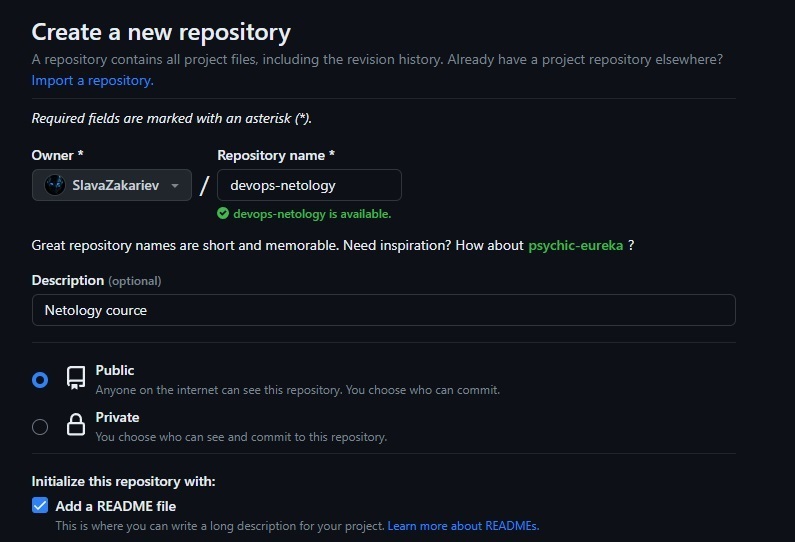 Create a new repository
A repository contains all project files, including the revision history. Already have a project repository elsewhere?
Import a repository.
Required fields are marked with an asterisk (*).
Owner * Repository name *
SlavaZakariev / devops-netology
devops-netology is available.
Great repository names are short and memorable. Need inspiration? How about psychic-eureka ?
Description (optional)
Netology cource
Public
Anyone on the internet can see this repository. You choose who can commit.
Private
You choose who can see and commit to this repository.
Initialize this repository with:
Add a README file
This is where you can write a long description for your project. Learn more about READMEs.